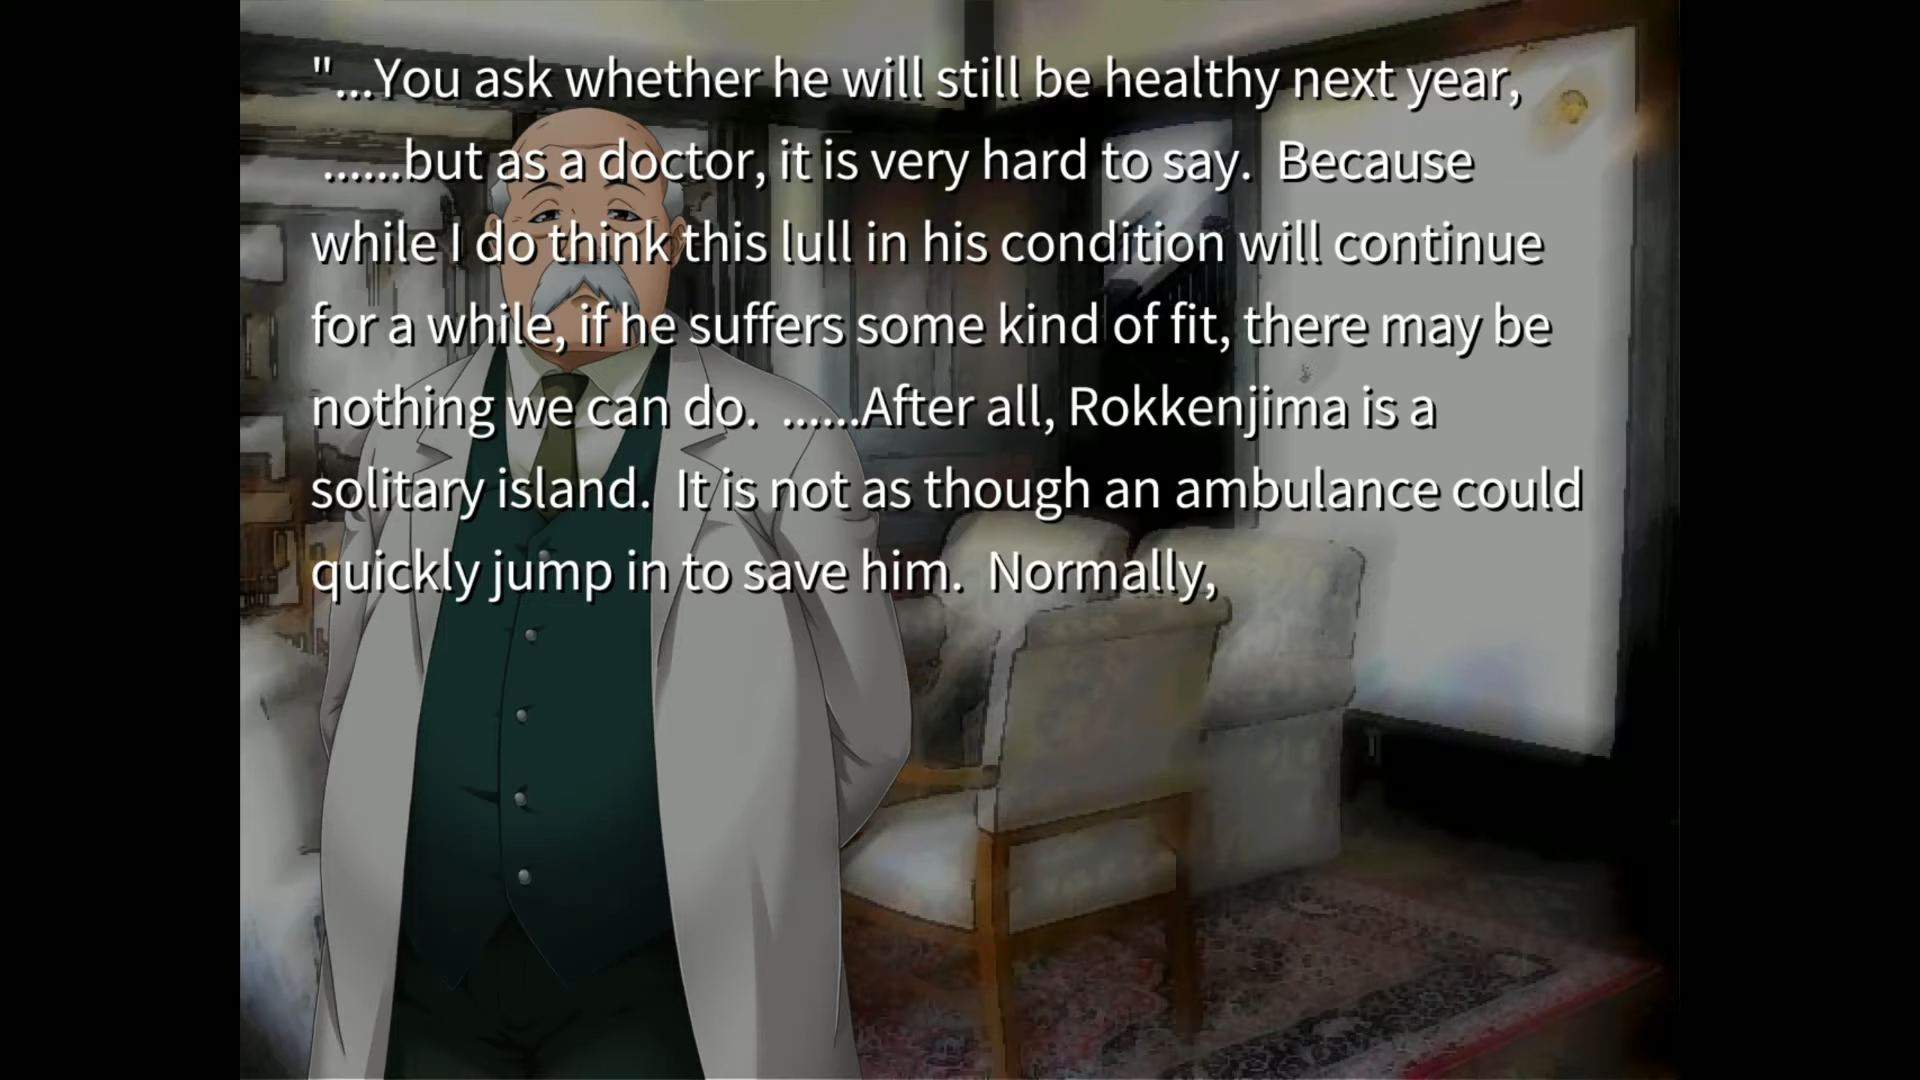 "...You ask whether he will still be healthy next year,
......but as a doctor, it is very hard to say.  Because
while I do think this lull in his condition will continue
for a while, if he suffers some kind of fit, there may be
nothing we can do.  ......After all, Rokkenjima is a
solitary island.  It is not as though an ambulance could
quickly jump in to save him.  Normally,